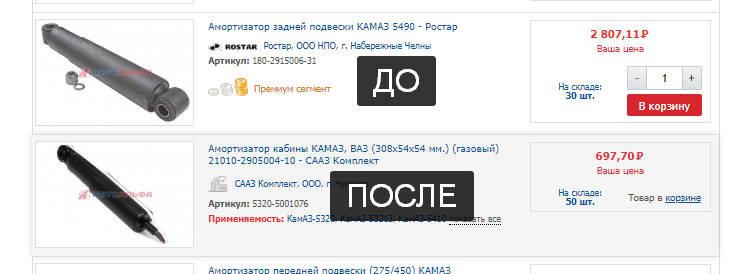 Амортизатор задней подвески КАМАЗ 5490 - Ростар
ROSTAR Ростар, ООО НПО, г. Набережные Челны
Артикул: 180-2915006-31
Премиум сегмент
АВТОАЛЬФА
ДО
2 807,11 ₽
Ваша цена
На складе:
30 шт.
- 1 +
В корзину
Амортизатор кабины КАМАЗ, ВАЗ (308х54х54 мм.) (газовый)
21010-2905004-10 - СААЗ Комплект
СААЗ Комплект, ООО, г.
Артикул: 5320-5001076
Применяемость: КамАЗ-5320, КамАЗ-53212, КамАЗ-5410 показать все
АВТОАЛЬФА
ПОСЛЕ
697,70 ₽
Ваша цена
На складе:
50 шт.
Товар в корзине
Амортизатор передней подвески (275/450) КАМАЗ